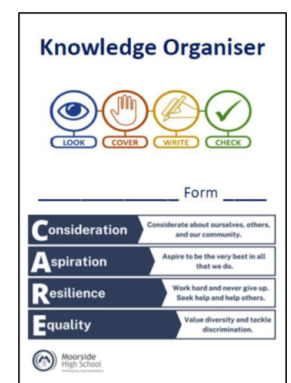 Knowledge Organiser
LOOK COVER WRITE CHECK
Form
Consideration
Considerate about ourselves, others,
and our community.
Aspiration
Aspire to be the very best in all
that we do.
Resilience
Work hard and never give up.
Seek help and help others.
Equality
Value diversity and tackle
discrimination.
Moorside
High School